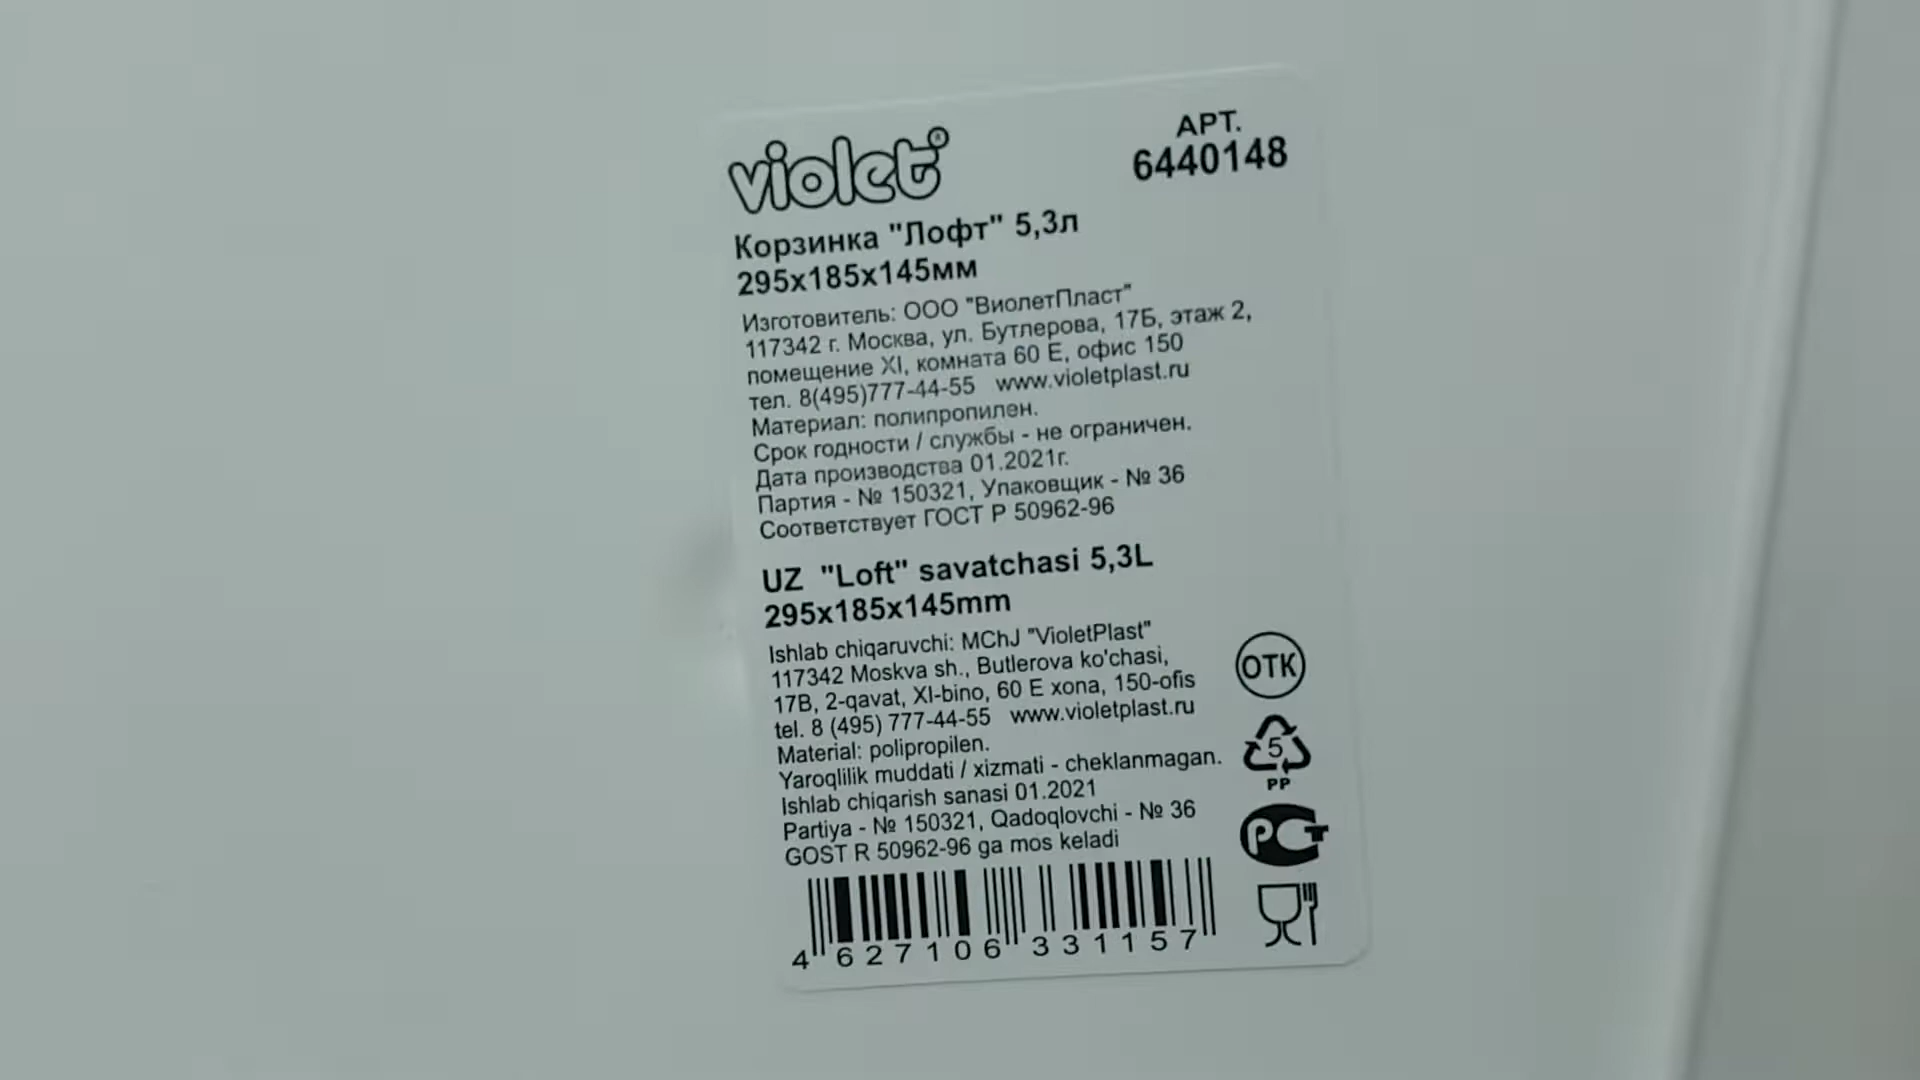 violet®
АРТ.
6440148
Корзинка "Лофт" 5,3л
295х185х145мм
Изготовитель: ООО "ВиолетПласт"
117342 г. Москва, ул. Бутлерова, 17Б, этаж 2,
помещение XI, комната 60 Е, офис 150
тел. 8(495)777-44-55 www.violetplast.ru
Материал: полипропилен.
Срок годности / службы - не ограничен.
Дата производства 01.2021г.
Партия - № 150321, Упаковщик - № 36
Соответствует ГОСТ Р 50962-96
UZ "Loft" savatchasi 5,3L
295x185x145mm
Ishlab chiqaruvchi: MChJ "VioletPlast"
117342 Moskva sh., Butlerova ko'chasi,
17B, 2-qavat, XI-bino, 60 E xona, 150-ofis
tel. 8 (495) 777-44-55 www.violetplast.ru
Material: polipropilen.
Yaroqlilik muddati / xizmati - cheklanmagan.
Ishlab chiqarish sanasi 01.2021
Partiya - № 150321, Qadoqlovchi - № 36
GOST R 50962-96 ga mos keladi
ОТК
5
PP
РСТ
4 627106 331157